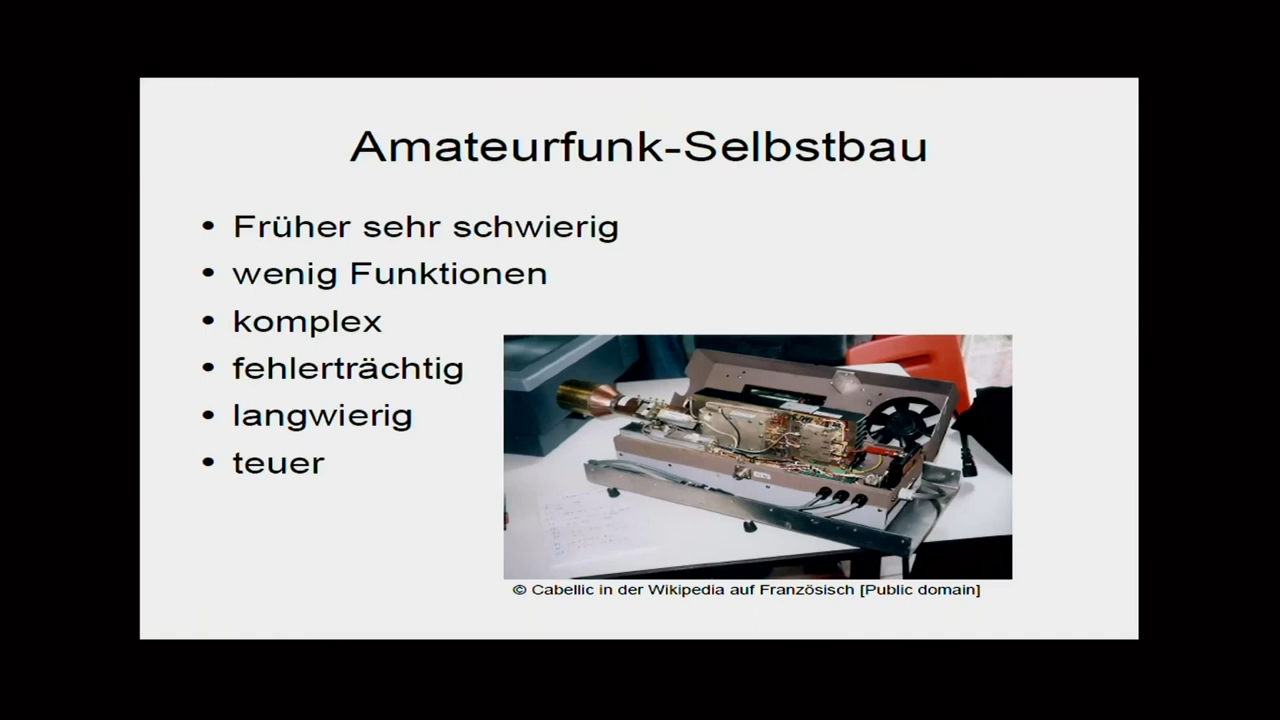 Amateurfunk-Selbstbau
• Früher sehr schwierig
• wenig Funktionen
• komplex
• fehlerträchtig
• langwierig
• teuer
© Cabellic in der Wikipedia auf Französisch [Public domain]